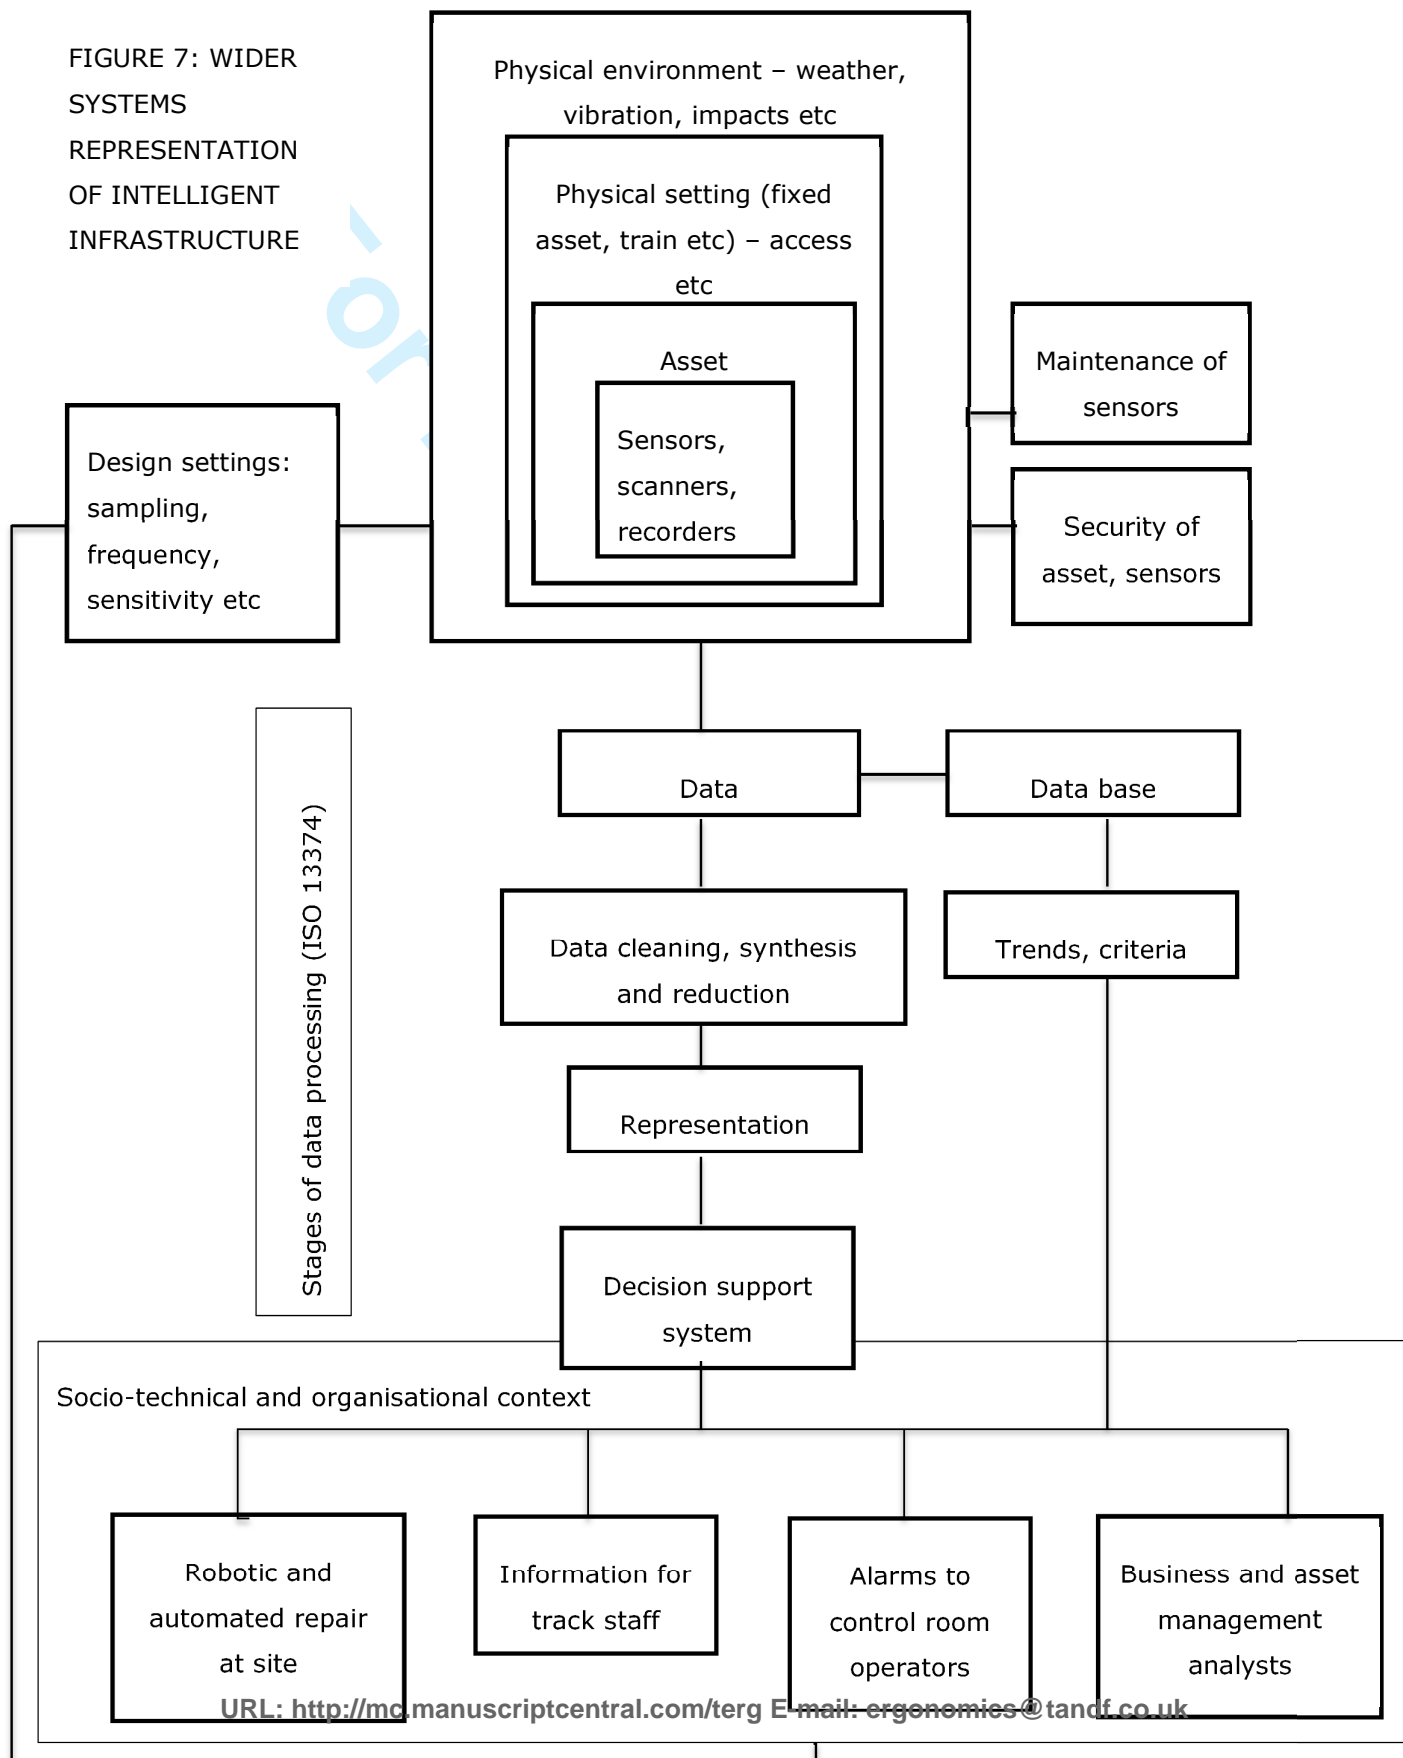 FIGURE 7: WIDER
SYSTEMS
REPRESENTATION
OF INTELLIGENT
INFRASTRUCTURE
Physical environment – weather,
vibration, impacts etc
Physical setting (fixed
asset, train etc) – access
etc
Asset
Sensors,
scanners,
recorders
Maintenance of
sensors
Security of
asset, sensors
Design settings:
sampling,
frequency,
sensitivity etc
Stages of data processing (ISO 13374)
Data
Data base
Data cleaning, synthesis
and reduction
Trends, criteria
Representation
Decision support
system
Socio-technical and organisational context
Robotic and
automated repair
at site
Information for
track staff
Alarms to
control room
operators
Business and asset
management
analysts
URL: http://mc.manuscriptcentral.com/terg E-mail: ergonomics@tandf.co.uk